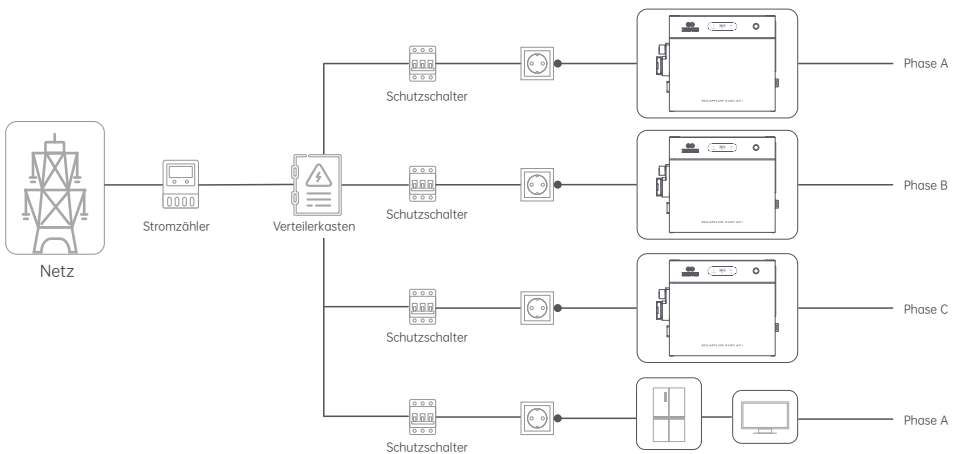 Schutzschalter
Phase A
Schutzschalter
Phase B
Netz
Stromzähler
Verteilerkasten
Schutzschalter
Phase C
Schutzschalter
Phase A